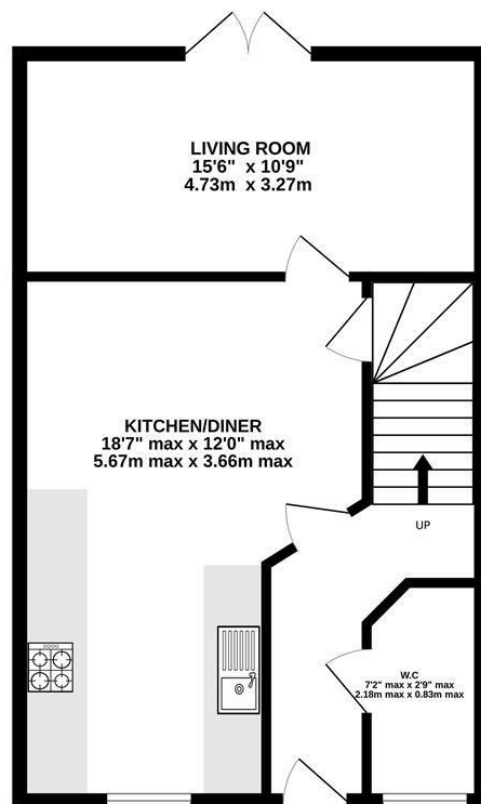 LIVING ROOM
15'6" x 10'9"
4.73m x 3.27m
KITCHEN/DINER
18'7" max x 12'0" max
5.67m max x 3.66m max
UP
W.C
7'2" max x 2'9" max
2.18m max x 0.83m max